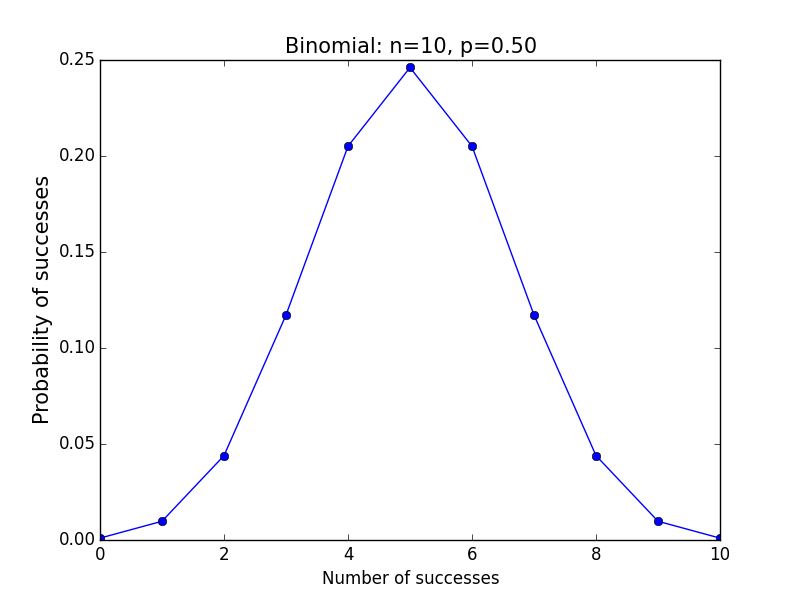 Binomial: n=10, p=0.50
0.25
0.20
0.15
0.10
0.05
0.00
Probability of successes
0 2 4 6 8 10
Number of successes